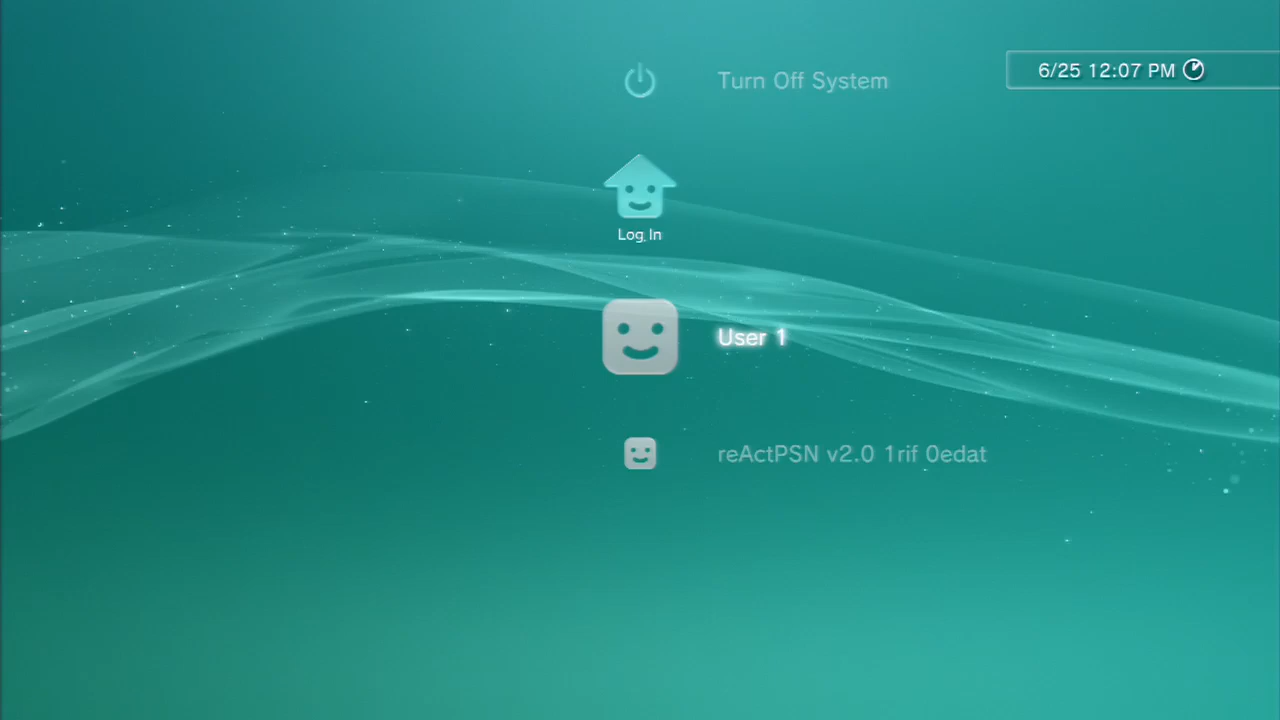 Turn Off System
6/25 12:07 PM
Log In
User 1
reActPSN v2.0 1rif 0edat